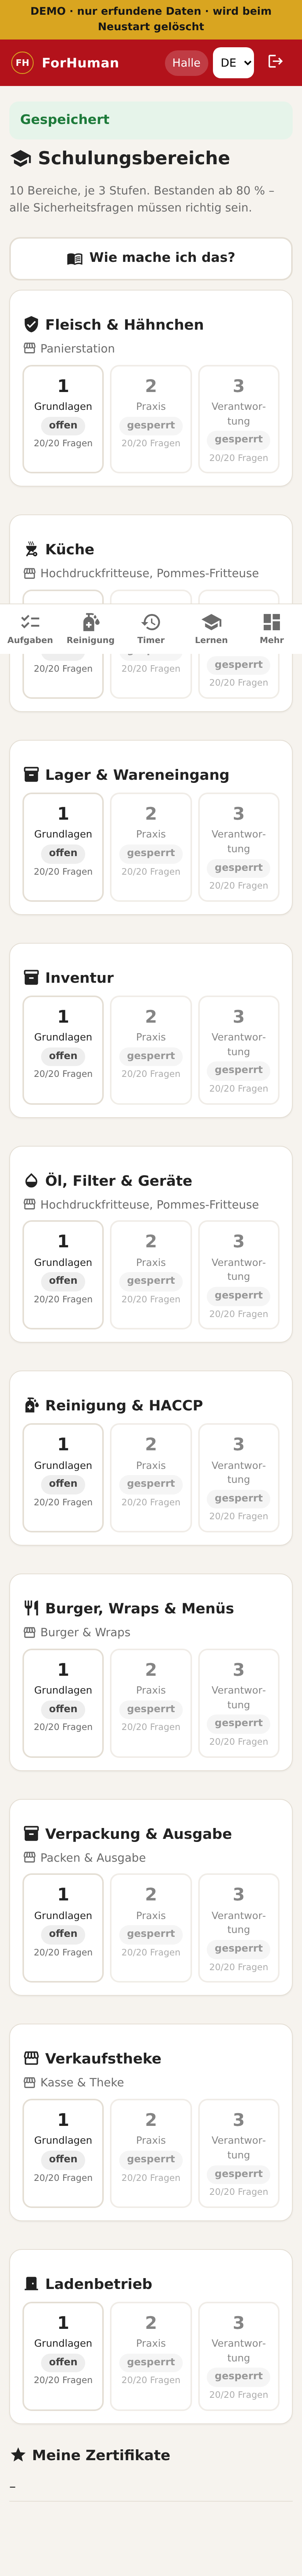 DEMO · nur erfundene Daten · wird beim
Neustart gelöscht
FH ForHuman Halle DE
Gespeichert
Schulungsbereiche
10 Bereiche, je 3 Stufen. Bestanden ab 80 % –
alle Sicherheitsfragen müssen richtig sein.
Wie mache ich das?
Fleisch & Hähnchen
Panierstation
1 2 3
Grundlagen Praxis Verantwor-
tung
offen gesperrt gesperrt
20/20 Fragen 20/20 Fragen 20/20 Fragen
Küche
Hochdruckfritteuse, Pommes-Fritteuse
Aufgaben Reinigung Timer Lernen Mehr
gesperrt
20/20 Fragen 20/20 Fragen 20/20 Fragen
Lager & Wareneingang
1 2 3
Grundlagen Praxis Verantwor-
tung
offen gesperrt gesperrt
20/20 Fragen 20/20 Fragen 20/20 Fragen
Inventur
1 2 3
Grundlagen Praxis Verantwor-
tung
offen gesperrt gesperrt
20/20 Fragen 20/20 Fragen 20/20 Fragen
Öl, Filter & Geräte
Hochdruckfritteuse, Pommes-Fritteuse
1 2 3
Grundlagen Praxis Verantwor-
tung
offen gesperrt gesperrt
20/20 Fragen 20/20 Fragen 20/20 Fragen
Reinigung & HACCP
1 2 3
Grundlagen Praxis Verantwor-
tung
offen gesperrt gesperrt
20/20 Fragen 20/20 Fragen 20/20 Fragen
Burger, Wraps & Menüs
Burger & Wraps
1 2 3
Grundlagen Praxis Verantwor-
tung
offen gesperrt gesperrt
20/20 Fragen 20/20 Fragen 20/20 Fragen
Verpackung & Ausgabe
Packen & Ausgabe
1 2 3
Grundlagen Praxis Verantwor-
tung
offen gesperrt gesperrt
20/20 Fragen 20/20 Fragen 20/20 Fragen
Verkaufstheke
Kasse & Theke
1 2 3
Grundlagen Praxis Verantwor-
tung
offen gesperrt gesperrt
20/20 Fragen 20/20 Fragen 20/20 Fragen
Ladenbetrieb
1 2 3
Grundlagen Praxis Verantwor-
tung
offen gesperrt gesperrt
20/20 Fragen 20/20 Fragen 20/20 Fragen
Meine Zertifikate
–